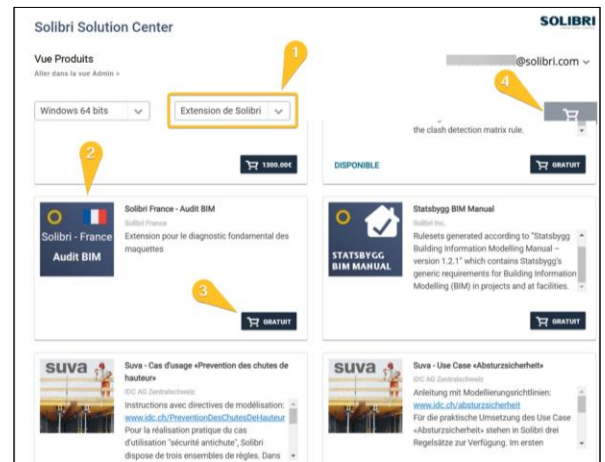 Solibri Solution Center
SOLIBRI
Vue Produits
Aller dans la vue Admin »
@solibri.com
1
4
Windows 64 bits
Extension de Solibri
the clash detection matrix rule.
2
1300.00€
DISPONIBLE
GRATUIT
Solibri - France
Audit BIM
Solibri France - Audit BIM
Solibri France
Extension pour le diagnostic fondamental des
maquettes
3
GRATUIT
STATSBYGG
BIM MANUAL
Statsbygg BIM Manual
Solibri Inc.
Rulesets generated according to "Statsbygg
Building Information Modelling Manual –
version 1.2.1" which contains Statsbygg's
generic requirements for Building Information
Modelling (BIM) in projects and at facilities.
GRATUIT
suva
Suva - Cas d'usage «Prevention des chutes de
hauteur»
IDC AG Zentralschweiz
Instructions avec directives de modélisation:
www.idc.ch/PreventionDesChutesDeHauteur
Pour la réalisation pratique du cas
d'utilisation "sécurité antichute", Solibri
dispose de trois ensembles de règles. Dans
suva
Suva - Use Case «Absturzsicherheit»
IDC AG Zentralschweiz
Anleitung mit Modellierungsrichtlinien:
www.idc.ch/absturzsicherheit
Für die praktische Umsetzung des Use Case
«Absturzsicherheit» stehen in Solibri drei
Regelsätze zur Verfügung. Im ersten